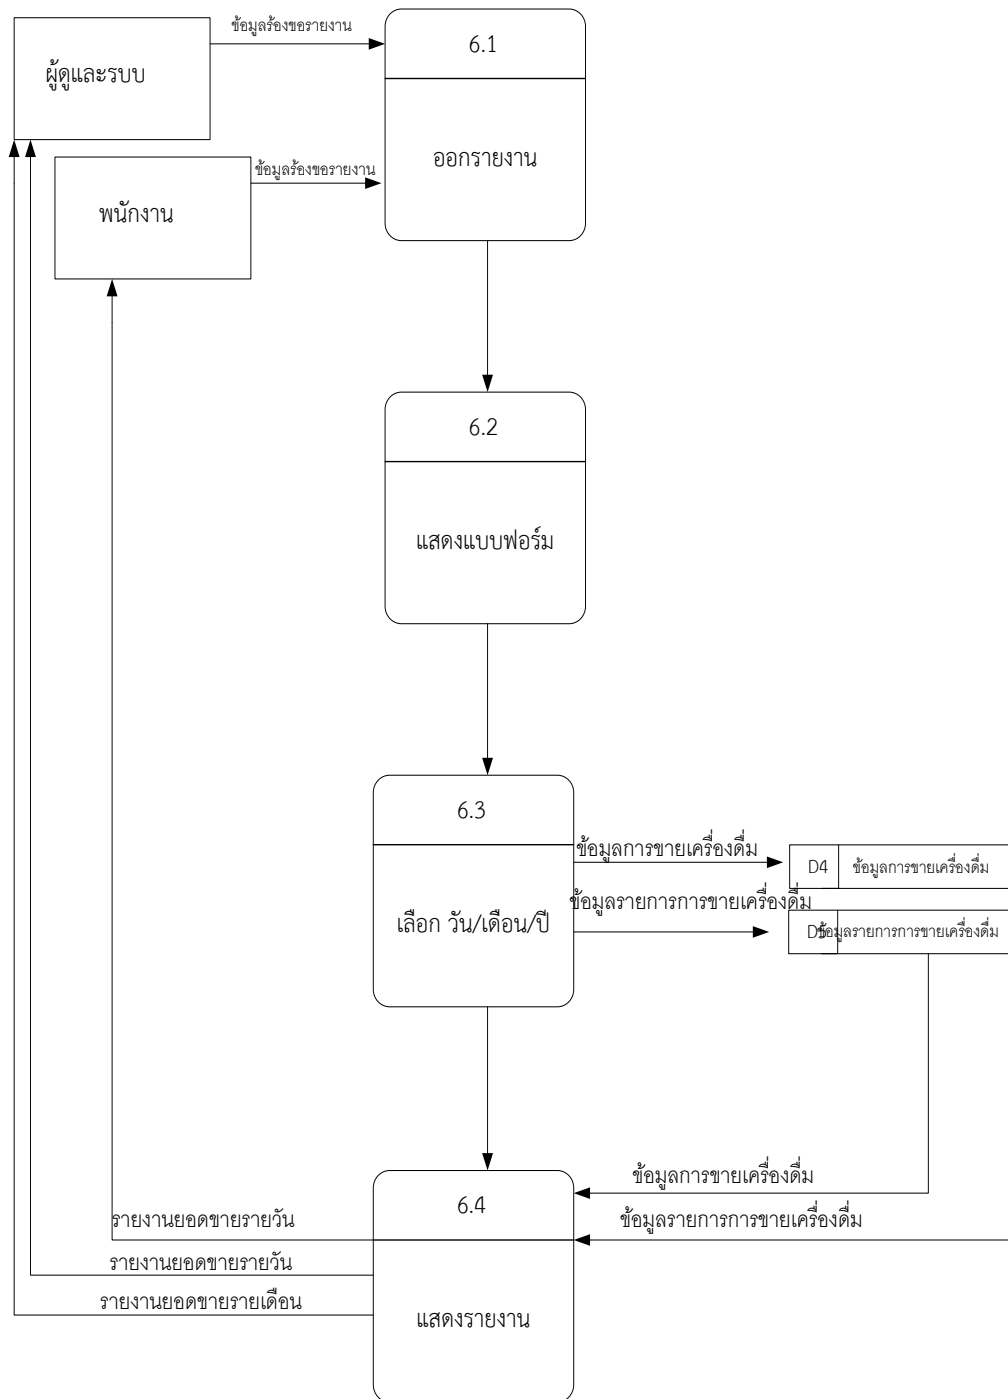 ข้อมูลร้องขอรายงาน
6.1
ผู้ดูและรบบ
ออกรายงาน
ข้อมูลร้องขอรายงาน
พนักงาน
6.2
แสดงแบบฟอร์ม
6.3
ข้อมูลการขายเครื่องดื่ม
D4 ข้อมูลการขายเครื่องดื่ม
ข้อมูลรายการการขายเครื่องดื่ม
เลือก วัน/เดือน/ปี
D5 ข้อมูลรายการการขายเครื่องดื่ม
ข้อมูลการขายเครื่องดื่ม
6.4
รายงานยอดขายรายวัน
ข้อมูลรายการการขายเครื่องดื่ม
รายงานยอดขายรายวัน
รายงานยอดขายรายเดือน
แสดงรายงาน